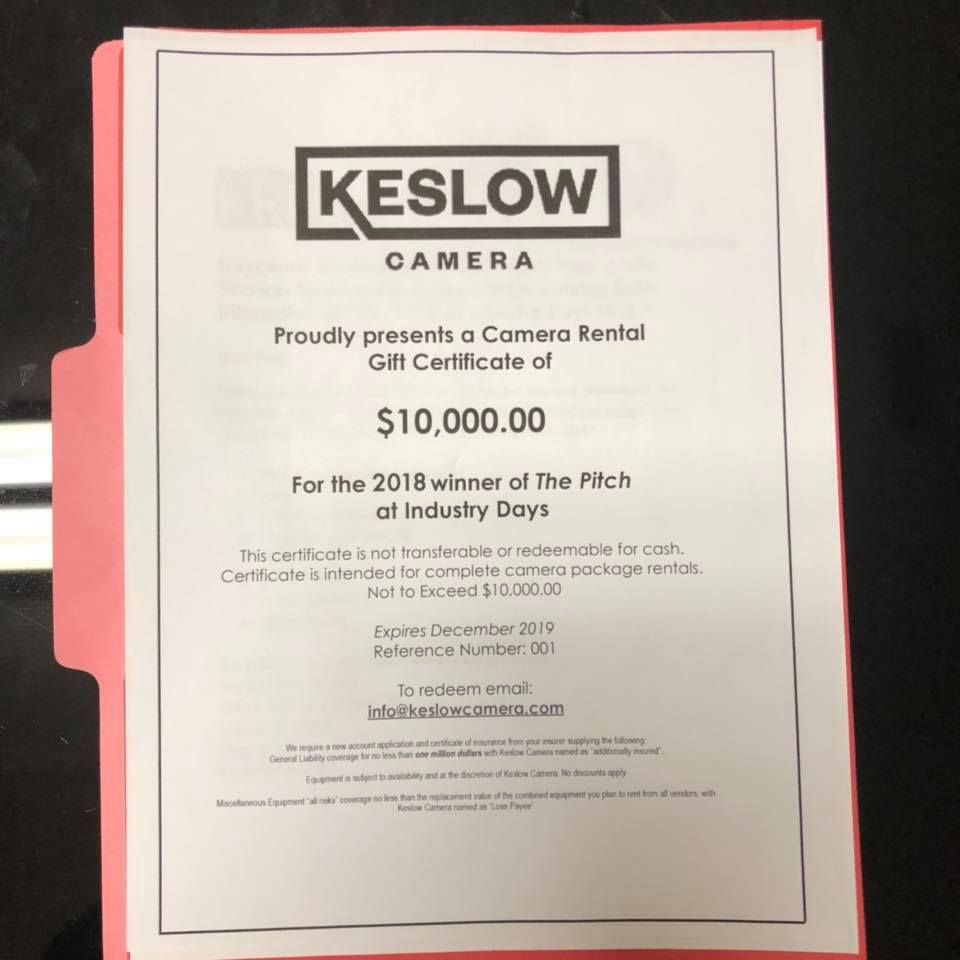 KESLOW
CAMERA
Proudly presents a Camera Rental
Gift Certificate of
$10,000.00
For the 2018 winner of The Pitch
at Industry Days
This certificate is not transferable or redeemable for cash.
Certificate is intended for complete camera package rentals.
Not to Exceed $10,000.00
Expires December 2019
Reference Number: 001
To redeem email:
info@keslowcamera.com
We require a new account application and certificate of insurance from your insurer supplying the following:
General Liability coverage for no less than one million dollars with Keslow Camera named as "additionally insured".
Equipment is subject to availability and at the discretion of Keslow Camera. No discounts apply
Miscellaneous Equipment "all risks" coverage no less than the replacement value of the combined equipment you plan to rent from all vendors, with
Keslow Camera named as "Loss Payee"